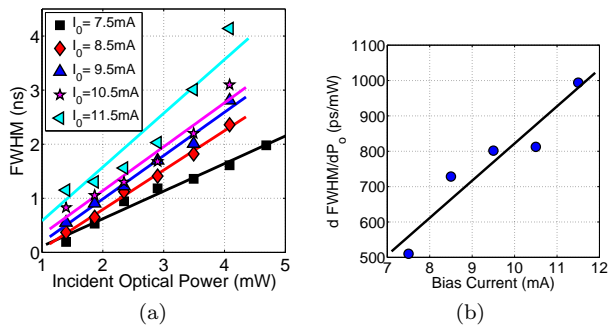 I0= 7.5mA
I0= 8.5mA
I0= 9.5mA
I0= 10.5mA
I0= 11.5mA
FWHM (ns)
4
3
2
1
0
1 2 3 4 5
Incident Optical Power (mW)
(a)
d FWHM/dPo (ps/mW)
1100
1000
900
800
700
600
500
7 8 9 10 11 12
Bias Current (mA)
(b)